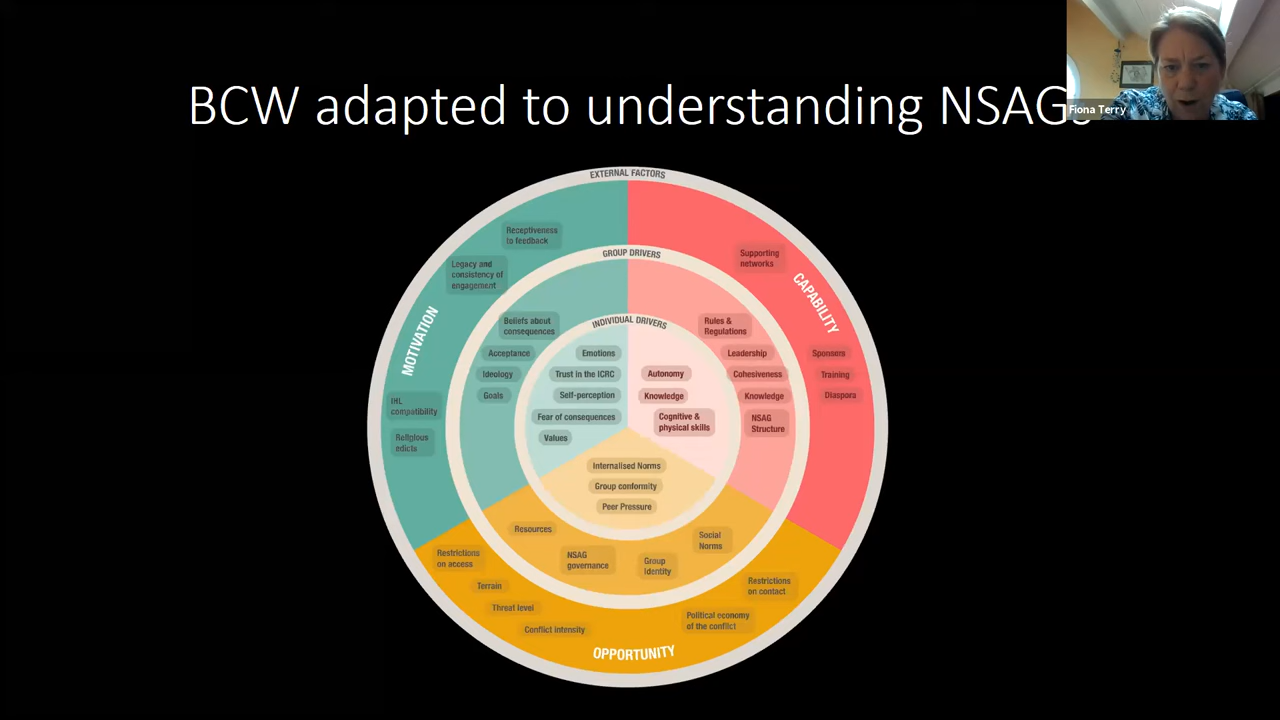 BCW adapted to understanding NSAGs
Fiona Terry
EXTERNAL FACTORS
GROUP DRIVERS
INDIVIDUAL DRIVERS
MOTIVATION
Receptiveness
to feedback
Legacy and
consistency of
engagement
IHL
compatibility
Religious
edicts
Beliefs about
consequences
Acceptance
Ideology
Goals
Emotions
Trust in the ICRC
Self-perception
Fear of consequences
Values
CAPABILITY
Supporting
networks
Sponsers
Training
Diaspora
Rules &
Regulations
Leadership
Cohesiveness
Knowledge
NSAG
Structure
Autonomy
Knowledge
Cognitive &
physical skills
Internalised Norms
Group conformity
Peer Pressure
Resources
NSAG
governance
Group
Identity
Social
Norms
Restrictions
on access
Terrain
Threat level
Conflict intensity
Political economy
of the conflict
Restrictions
on contact
OPPORTUNITY